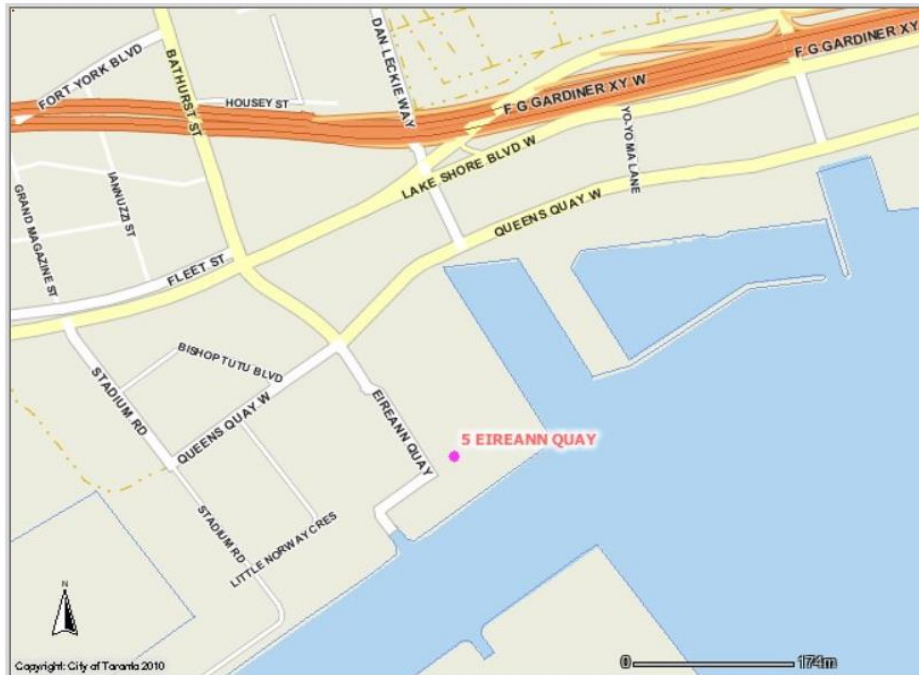 FORT YORK BLVD
BATHURST ST
DAN LECKIE WAY
HOUSEY ST
F G GARDINER XY W
F G GARDINER XY
LAKE SHORE BLVD W
YO-YO MA LANE
QUEENS QUAY W
IANNUZZI ST
GRAND MAGAZINE ST
FLEET ST
BISHOP TUTU BLVD
STADIUM RD
QUEENS QUAY W
EIREANN QUAY
5 EIREANN QUAY
STADIUM RD
LITTLE NORWAY CRES
N
Copyright: City of Toronto 2010
0 174m